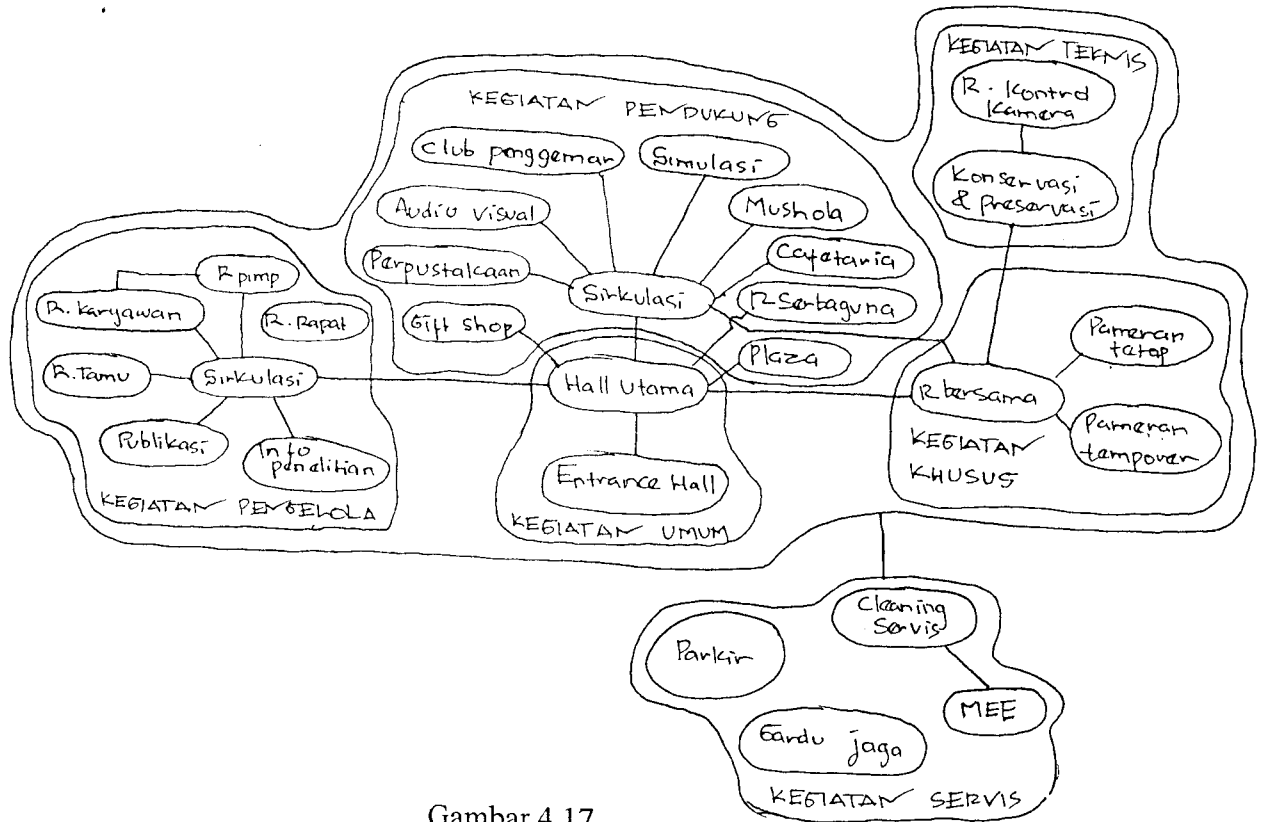 KEGIATAN TEKNIS
R. Kontrol
Kamera
Konservasi
& preservasi
KEGIATAN PENDUKUNG
Club penggemar
Simulasi
Audio Visual
Mushola
Perpustakaan
Cafetaria
Sirkulasi
R Serbaguna
Gift shop
Plaza
R pimp
R. Karyawan
R. Rapat
R. Tamu
Sirkulasi
Publikasi
Info
penelitian
KEGIATAN PENGELOLA
Hall Utama
Entrance Hall
KEGIATAN UMUM
R bersama
Pameran
tetap
Pameran
temporer
KEGIATAN
KHUSUS
Cleaning
Servis
Parkir
MEE
Gardu jaga
KEGIATAN SERVIS
Gambar 4.17